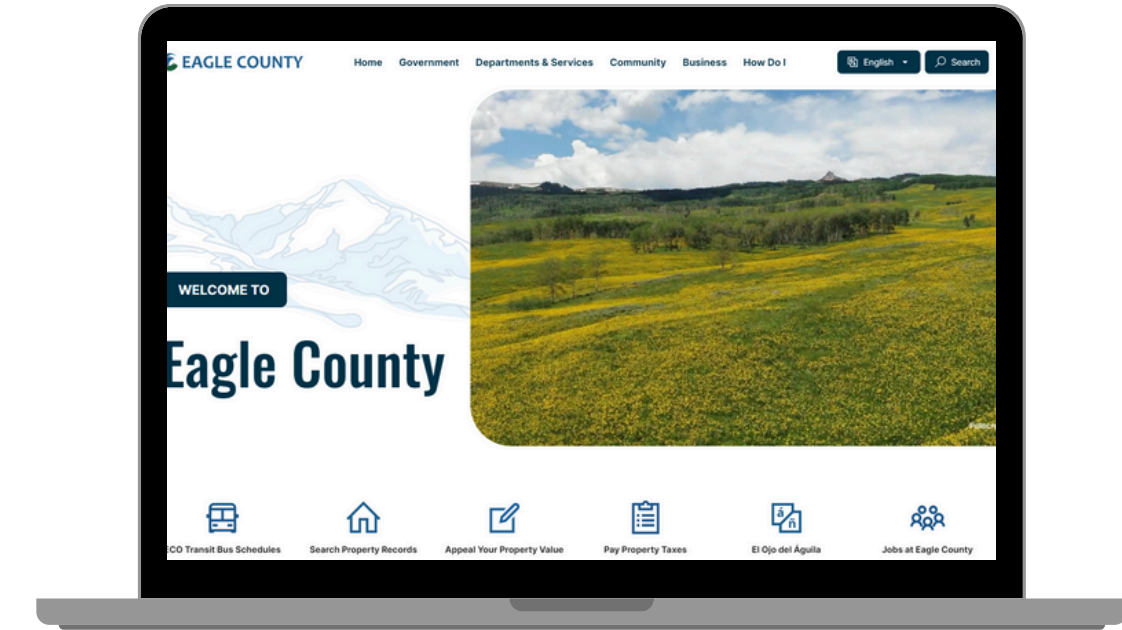 EAGLE COUNTY
Home Government Departments & Services Community Business How Do I
English
Search
WELCOME TO
Eagle County
CO Transit Bus Schedules
Search Property Records
Appeal Your Property Value
Pay Property Taxes
á ñ
El Ojo del Águila
Jobs at Eagle County